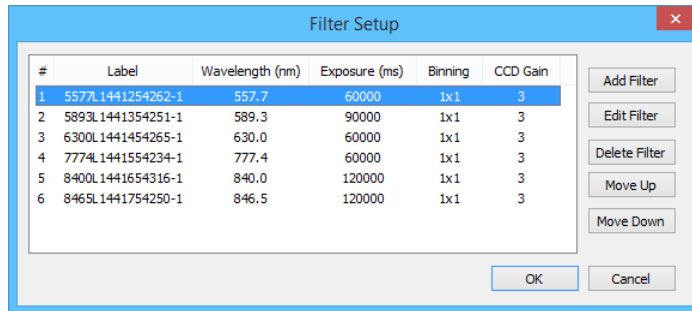 Filter Setup
# Label Wavelength (nm) Exposure (ms) Binning CCD Gain
1 5577L1441254262-1 557.7 60000 1x1 3
2 5893L1441354251-1 589.3 90000 1x1 3
3 6300L1441454265-1 630.0 60000 1x1 3
4 7774L1441554234-1 777.4 60000 1x1 3
5 8400L1441654316-1 840.0 120000 1x1 3
6 8465L1441754250-1 846.5 120000 1x1 3
Add Filter
Edit Filter
Delete Filter
Move Up
Move Down
OK Cancel